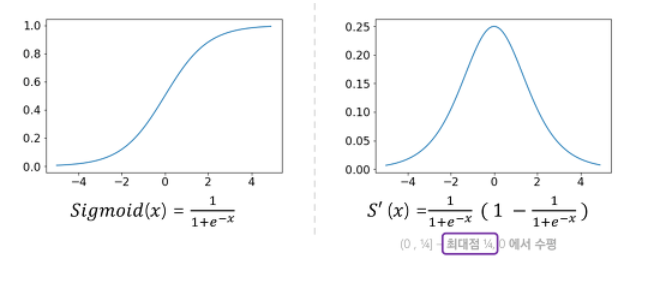 1.0
0.8
0.6
0.4
0.2
0.0
−4 −2 0 2 4
Sigmoid(x) = 1/(1+e^{−x})
0.25
0.20
0.15
0.10
0.05
0.00
−4 −2 0 2 4
S′ (x) = 1/(1+e^{−x}) ( 1 − 1/(1+e^{−x}) )
(0 , ¼] - 최대점 ¼, 0 에서 수평